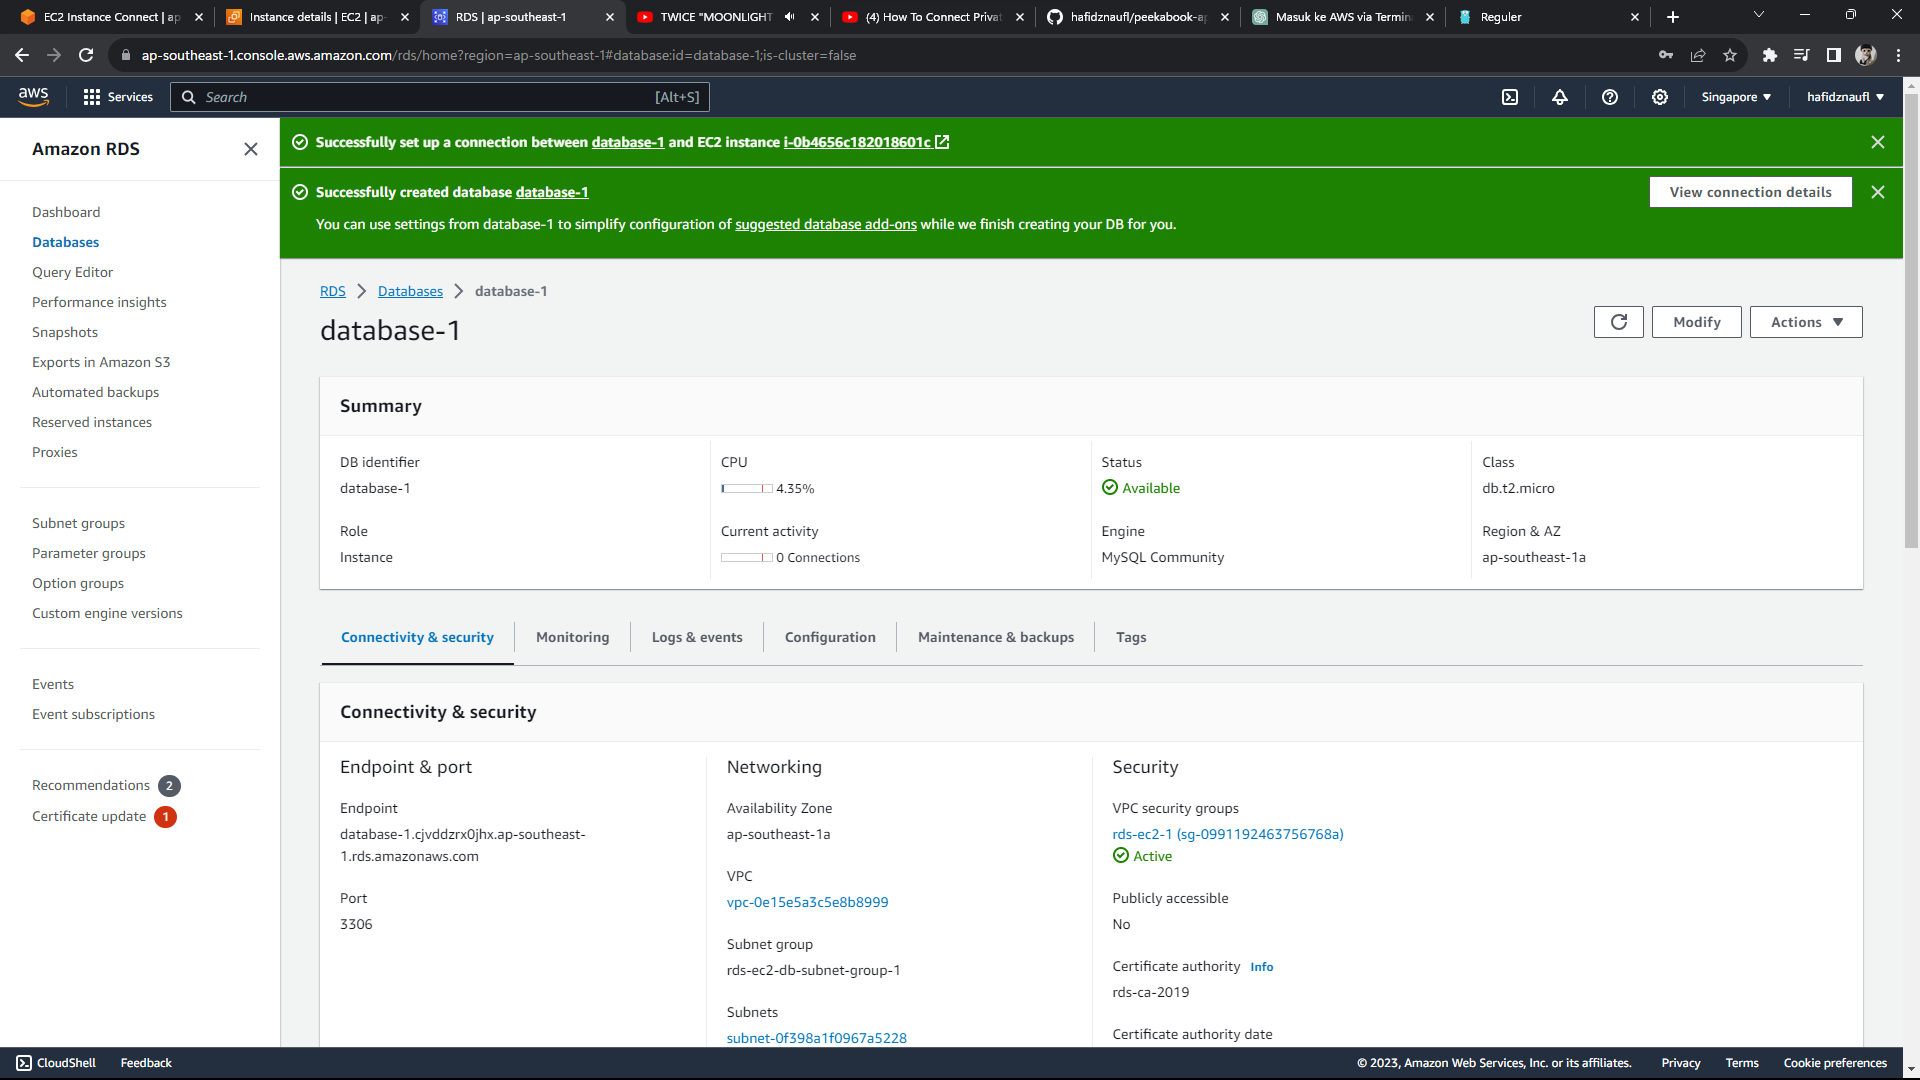 EC2 Instance Connect | ap
Instance details | EC2 | ap-
RDS | ap-southeast-1
TWICE "MOONLIGHT
(4) How To Connect Privat
hafidznaufl/peekabook-ap
Masuk ke AWS via Termin
Reguler
ap-southeast-1.console.aws.amazon.com/rds/home?region=ap-southeast-1#database:id=database-1;is-cluster=false
aws
Services
Search
[Alt+S]
Singapore
hafidznaufl
Amazon RDS
Dashboard
Databases
Query Editor
Performance insights
Snapshots
Exports in Amazon S3
Automated backups
Reserved instances
Proxies
Subnet groups
Parameter groups
Option groups
Custom engine versions
Events
Event subscriptions
Recommendations 2
Certificate update 1
Successfully set up a connection between database-1 and EC2 instance i-0b4656c182018601c
Successfully created database database-1
View connection details
You can use settings from database-1 to simplify configuration of suggested database add-ons while we finish creating your DB for you.
RDS > Databases > database-1
database-1
Modify
Actions
Summary
DB identifier
database-1
CPU
4.35%
Status
Available
Class
db.t2.micro
Role
Instance
Current activity
0 Connections
Engine
MySQL Community
Region & AZ
ap-southeast-1a
Connectivity & security
Monitoring
Logs & events
Configuration
Maintenance & backups
Tags
Connectivity & security
Endpoint & port
Endpoint
database-1.cjvddzrx0jhx.ap-southeast-
1.rds.amazonaws.com
Port
3306
Networking
Availability Zone
ap-southeast-1a
VPC
vpc-0e15e5a3c5e8b8999
Subnet group
rds-ec2-db-subnet-group-1
Subnets
subnet-0f398a1f0967a5228
Security
VPC security groups
rds-ec2-1 (sg-0991192463756768a)
Active
Publicly accessible
No
Certificate authority Info
rds-ca-2019
Certificate authority date
CloudShell
Feedback
© 2023, Amazon Web Services, Inc. or its affiliates.
Privacy
Terms
Cookie preferences